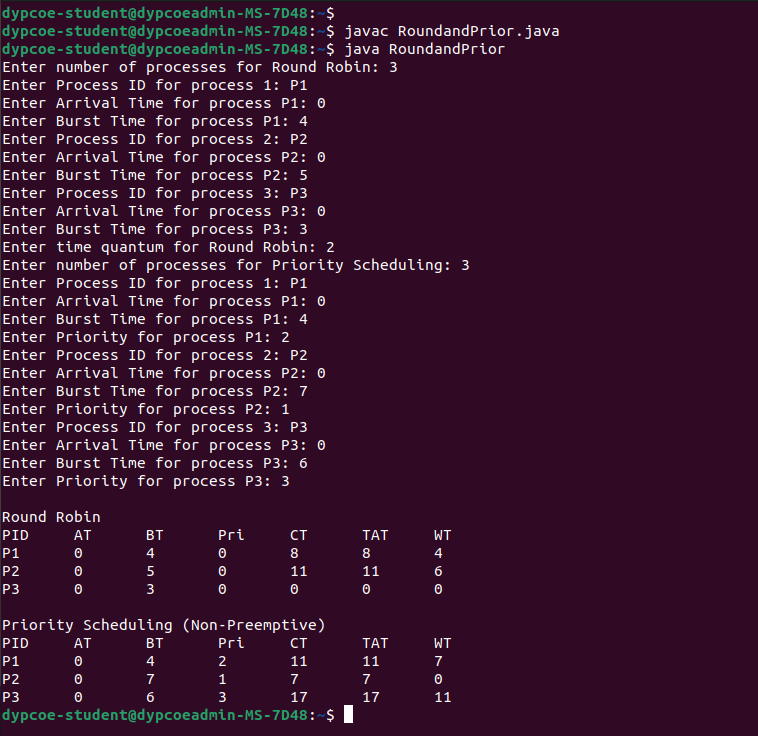 dypcoe-student@dypcoeadmin-MS-7D48:~$
dypcoe-student@dypcoeadmin-MS-7D48:~$ javac RoundandPrior.java
dypcoe-student@dypcoeadmin-MS-7D48:~$ java RoundandPrior
Enter number of processes for Round Robin: 3
Enter Process ID for process 1: P1
Enter Arrival Time for process P1: 0
Enter Burst Time for process P1: 4
Enter Process ID for process 2: P2
Enter Arrival Time for process P2: 0
Enter Burst Time for process P2: 5
Enter Process ID for process 3: P3
Enter Arrival Time for process P3: 0
Enter Burst Time for process P3: 3
Enter time quantum for Round Robin: 2
Enter number of processes for Priority Scheduling: 3
Enter Process ID for process 1: P1
Enter Arrival Time for process P1: 0
Enter Burst Time for process P1: 4
Enter Priority for process P1: 2
Enter Process ID for process 2: P2
Enter Arrival Time for process P2: 0
Enter Burst Time for process P2: 7
Enter Priority for process P2: 1
Enter Process ID for process 3: P3
Enter Arrival Time for process P3: 0
Enter Burst Time for process P3: 6
Enter Priority for process P3: 3

Round Robin
PID AT BT Pri CT TAT WT
P1 0 4 0 8 8 4
P2 0 5 0 11 11 6
P3 0 3 0 0 0 0

Priority Scheduling (Non-Preemptive)
PID AT BT Pri CT TAT WT
P1 0 4 2 11 11 7
P2 0 7 1 7 7 0
P3 0 6 3 17 17 11
dypcoe-student@dypcoeadmin-MS-7D48:~$